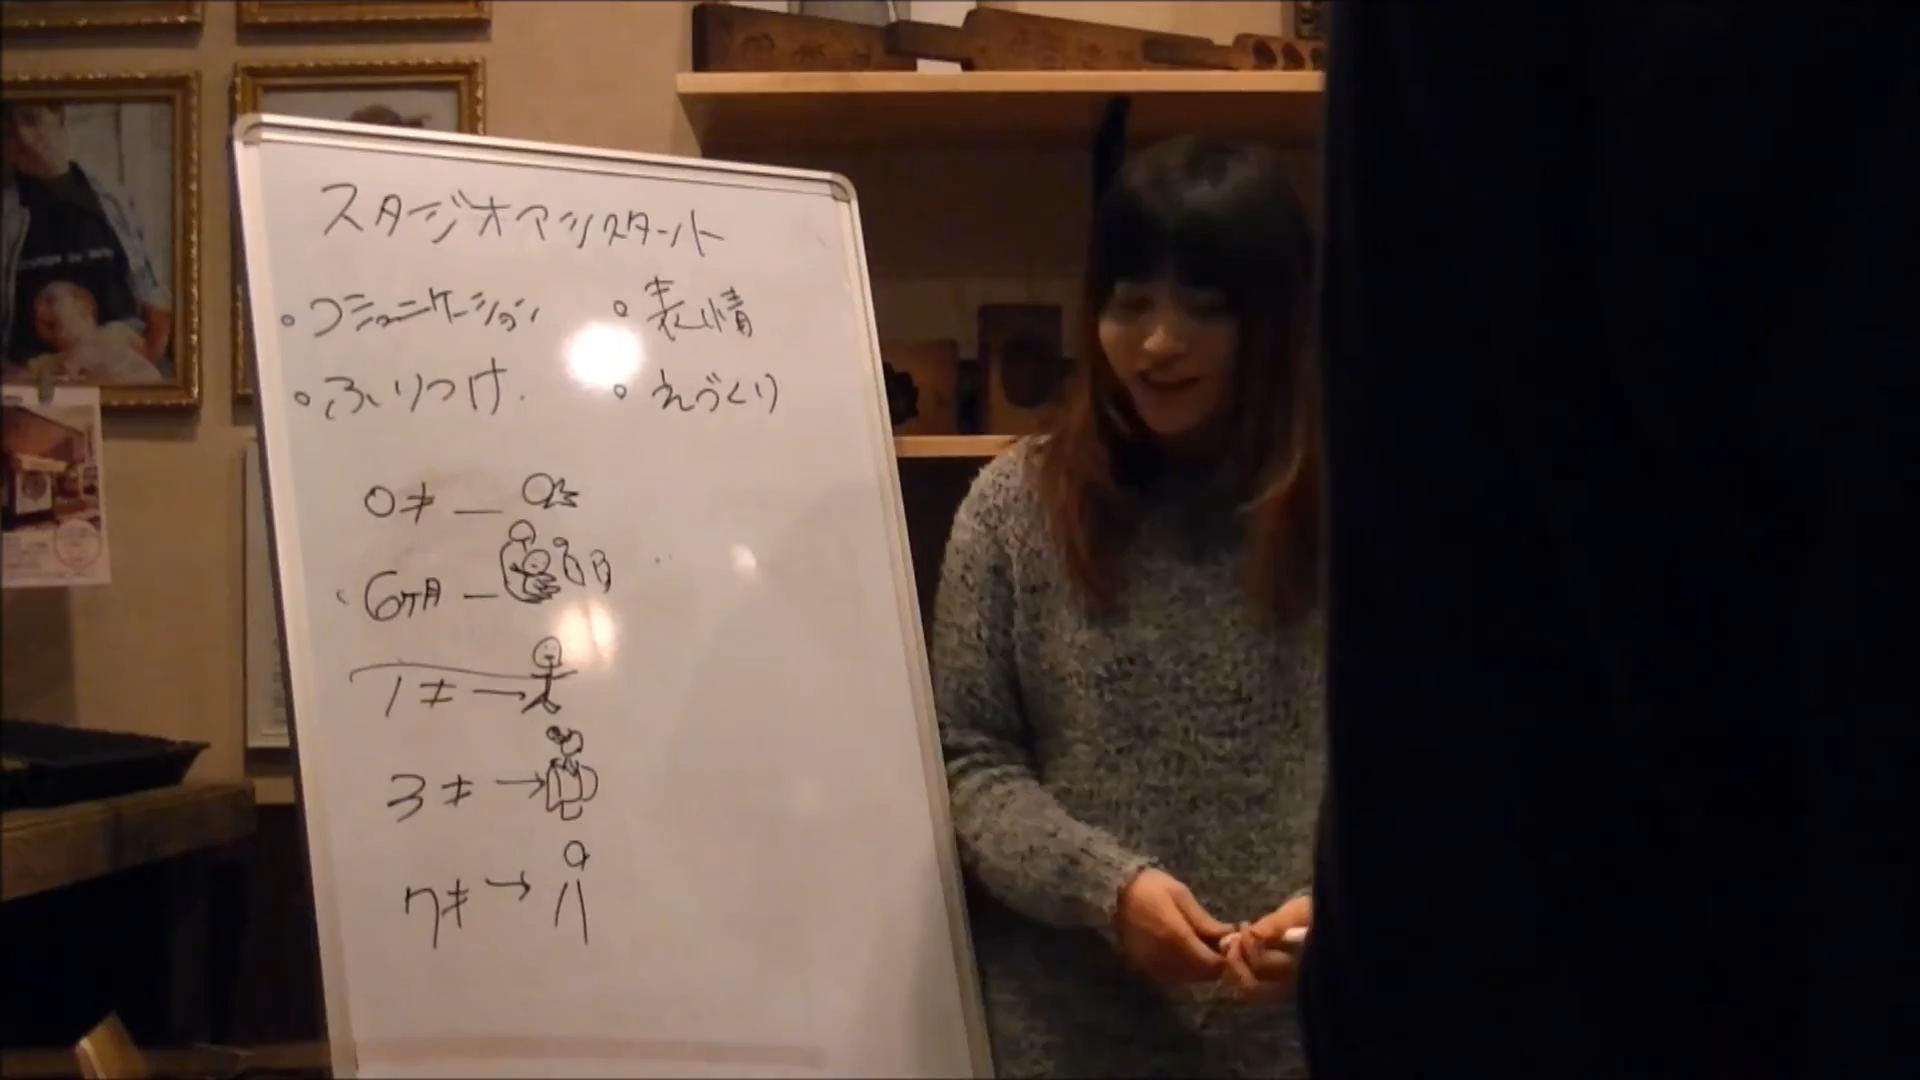 スタジオアシスタント
・コミュニケーション ・表情
・ふりつけ ・えづくり
0才
6ヶ月
1才
3才
7才